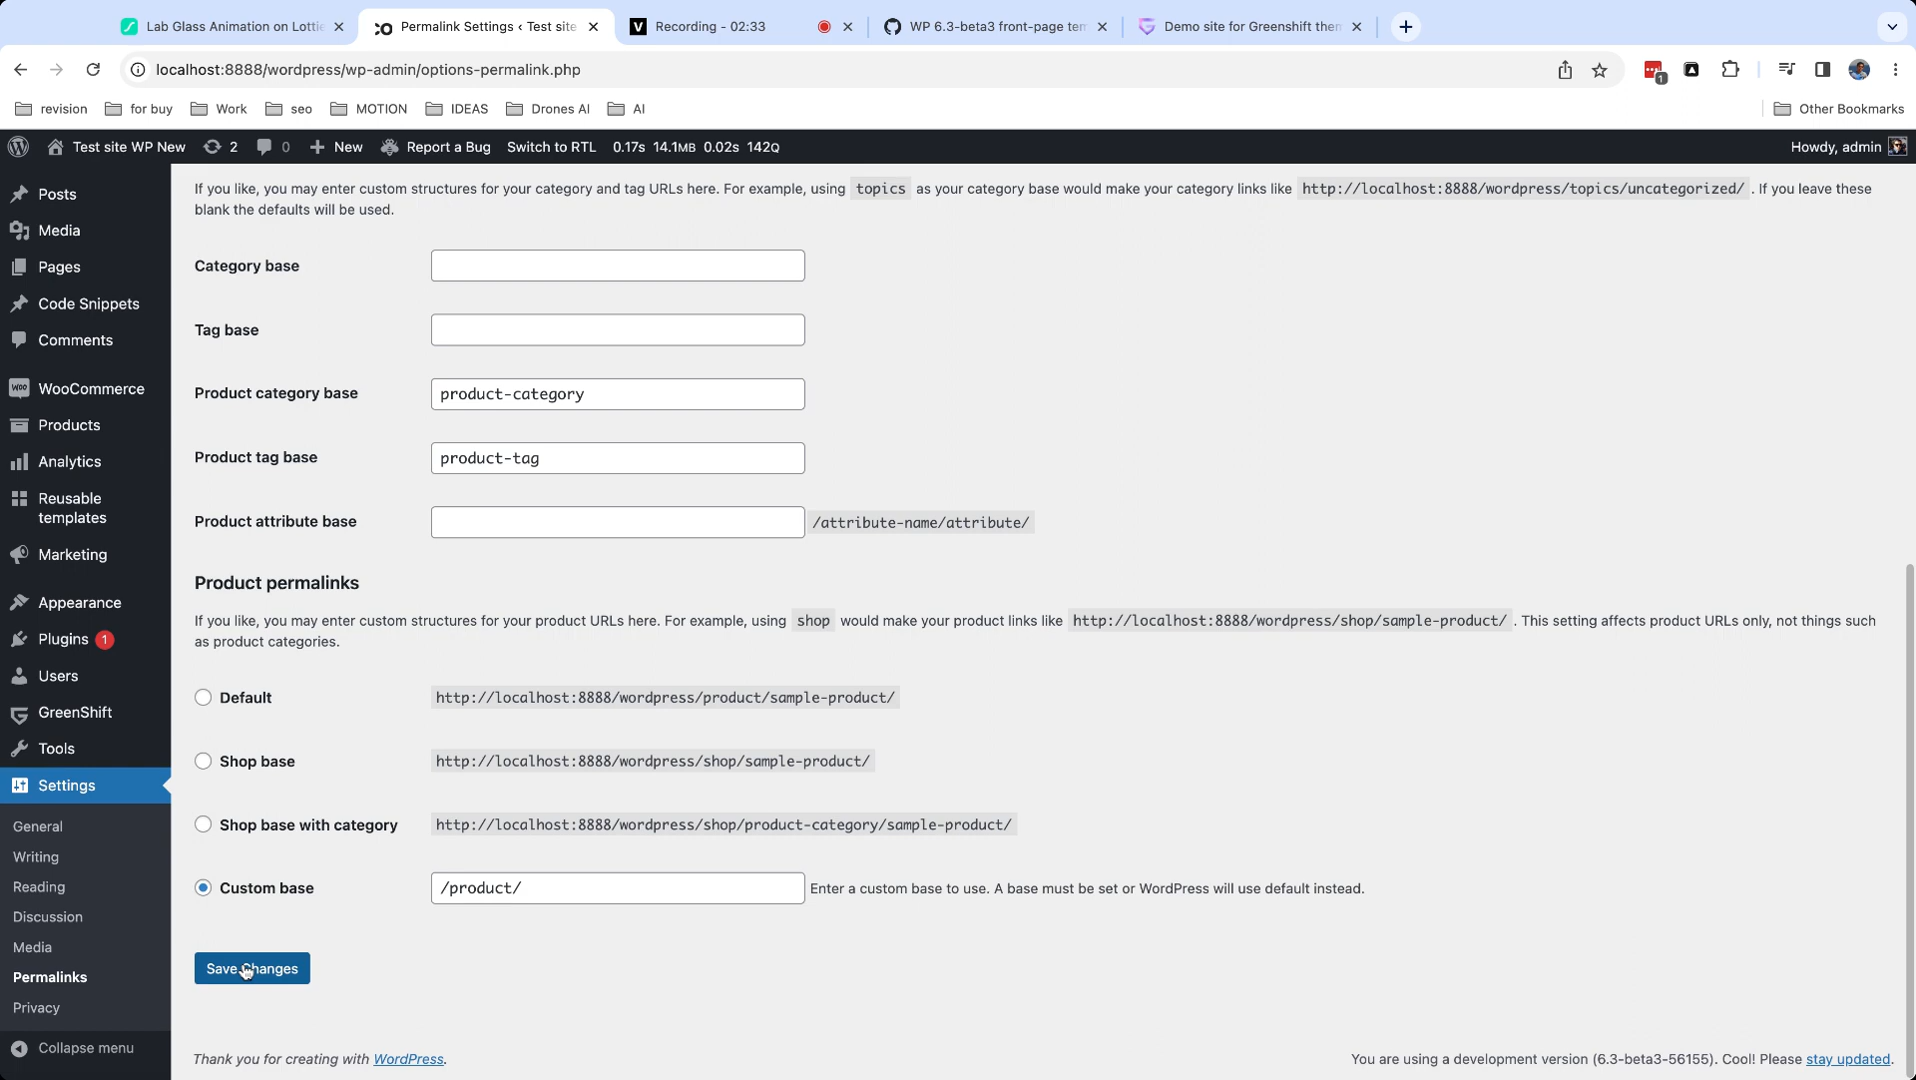 Lab Glass Animation on Lottie
Permalink Settings ‹ Test site
V Recording - 02:33
WP 6.3-beta3 front-page tem
Demo site for Greenshift them
localhost:8888/wordpress/wp-admin/options-permalink.php
1
revision
for buy
Work
seo
MOTION
IDEAS
Drones AI
AI
Other Bookmarks
Test site WP New
2
0
New
Report a Bug
Switch to RTL
0.17s 14.1MB 0.02s 142Q
Howdy, admin
Posts
Media
Pages
Code Snippets
Comments
Woo WooCommerce
Products
Analytics
Reusable
templates
Marketing
Appearance
Plugins 1
Users
GreenShift
Tools
Settings
General
Writing
Reading
Discussion
Media
Permalinks
Privacy
Collapse menu
If you like, you may enter custom structures for your category and tag URLs here. For example, using topics as your category base would make your category links like http://localhost:8888/wordpress/topics/uncategorized/ . If you leave these
blank the defaults will be used.
Category base
Tag base
Product category base product-category
Product tag base product-tag
Product attribute base /attribute-name/attribute/
Product permalinks
If you like, you may enter custom structures for your product URLs here. For example, using shop would make your product links like http://localhost:8888/wordpress/shop/sample-product/ . This setting affects product URLs only, not things such
as product categories.
Default http://localhost:8888/wordpress/product/sample-product/
Shop base http://localhost:8888/wordpress/shop/sample-product/
Shop base with category http://localhost:8888/wordpress/shop/product-category/sample-product/
Custom base /product/ Enter a custom base to use. A base must be set or WordPress will use default instead.
Save Changes
Thank you for creating with WordPress.
You are using a development version (6.3-beta3-56155). Cool! Please stay updated.